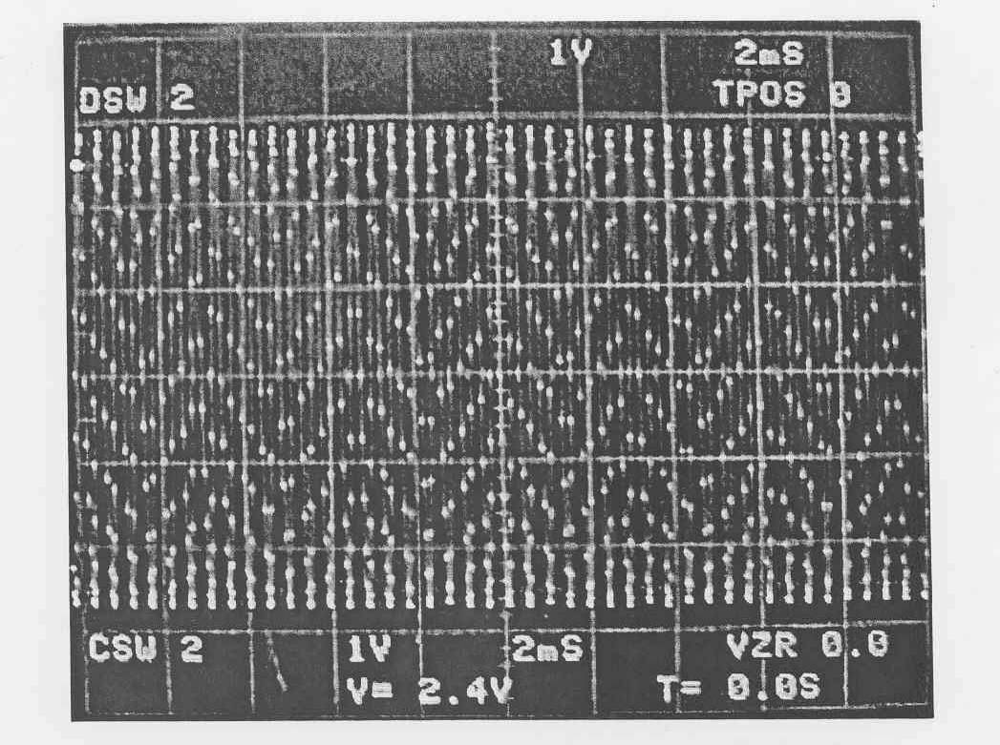 1V 2mS
DSW 2 TPOS 0
CSW 2 1V 2mS VZR 0.0
V= 2.4V T= 0.0S